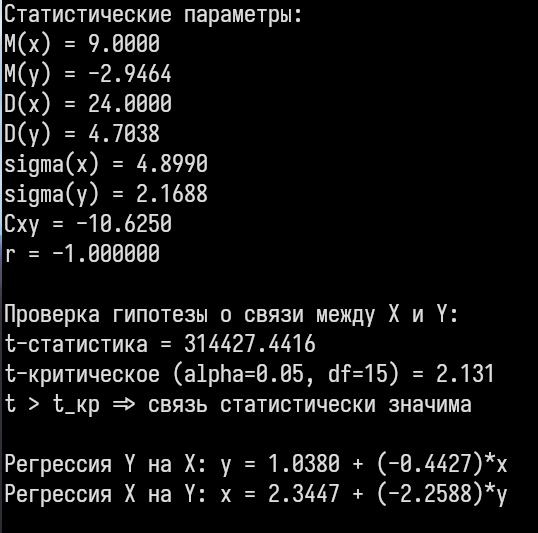 Статистические параметры:
M(x) = 9.0000
M(y) = -2.9464
D(x) = 24.0000
D(y) = 4.7038
sigma(x) = 4.8990
sigma(y) = 2.1688
Cxy = -10.6250
r = -1.000000
Проверка гипотезы о связи между X и Y:
t-статистика = 314427.4416
t-критическое (alpha=0.05, df=15) = 2.131
t > t_кр => связь статистически значима
Регрессия Y на X: y = 1.0380 + (-0.4427)*x
Регрессия X на Y: x = 2.3447 + (-2.2588)*y